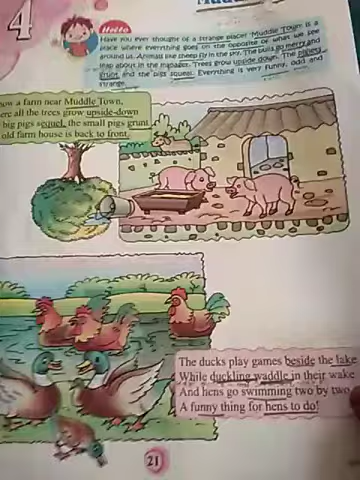 4
Hello
Have you ever thought of a strange place? Muddle Town is a
place where everything goes on the opposite of what we see
around us. Animals like sheep fly in the sky. The bulls go merry and
leap about in the meadows. Trees grow upside down. The
grunt and the pigs squeal. Everything is very funny, odd and
strange.
ow a farm near Muddle Town,
ere all the trees grow upside-down
big pigs squeal, the small pigs grunt
old farm house is back to front.
The ducks play games beside the lake
While duckling waddle in their wake
And hens go swimming two by two
A funny thing for hens to do!
21